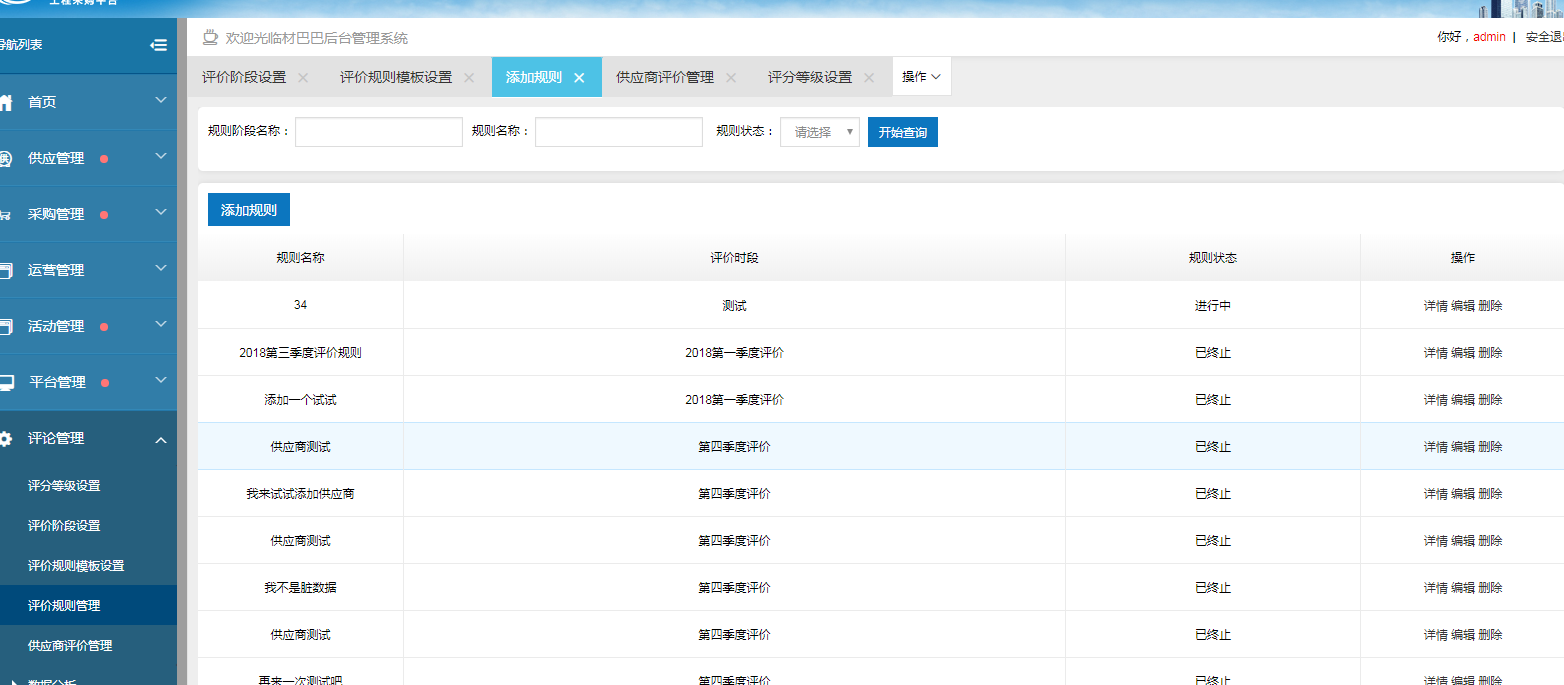 工程采购平台
导航列表
欢迎光临材巴巴后台管理系统
你好，admin | 安全退
评价阶段设置 × 评价规则模板设置 × 添加规则 × 供应商评价管理 × 评分等级设置 × 操作
规则阶段名称： 规则名称： 规则状态： 请选择 开始查询
添加规则
规则名称 评价时段 规则状态 操作
34 测试 进行中 详情 编辑 删除
2018第三季度评价规则 2018第一季度评价 已终止 详情 编辑 删除
添加一个试试 2018第一季度评价 已终止 详情 编辑 删除
供应商测试 第四季度评价 已终止 详情 编辑 删除
我来试试添加供应商 第四季度评价 已终止 详情 编辑 删除
供应商测试 第四季度评价 已终止 详情 编辑 删除
我不是脏数据 第四季度评价 已终止 详情 编辑 删除
供应商测试 第四季度评价 已终止 详情 编辑 删除
再来一次测试吧 第四季度评价 已终止 详情 编辑 删除
首页
供应管理
采购管理
运营管理
活动管理
平台管理
评论管理
评分等级设置
评价阶段设置
评价规则模板设置
评价规则管理
供应商评价管理
数据分析